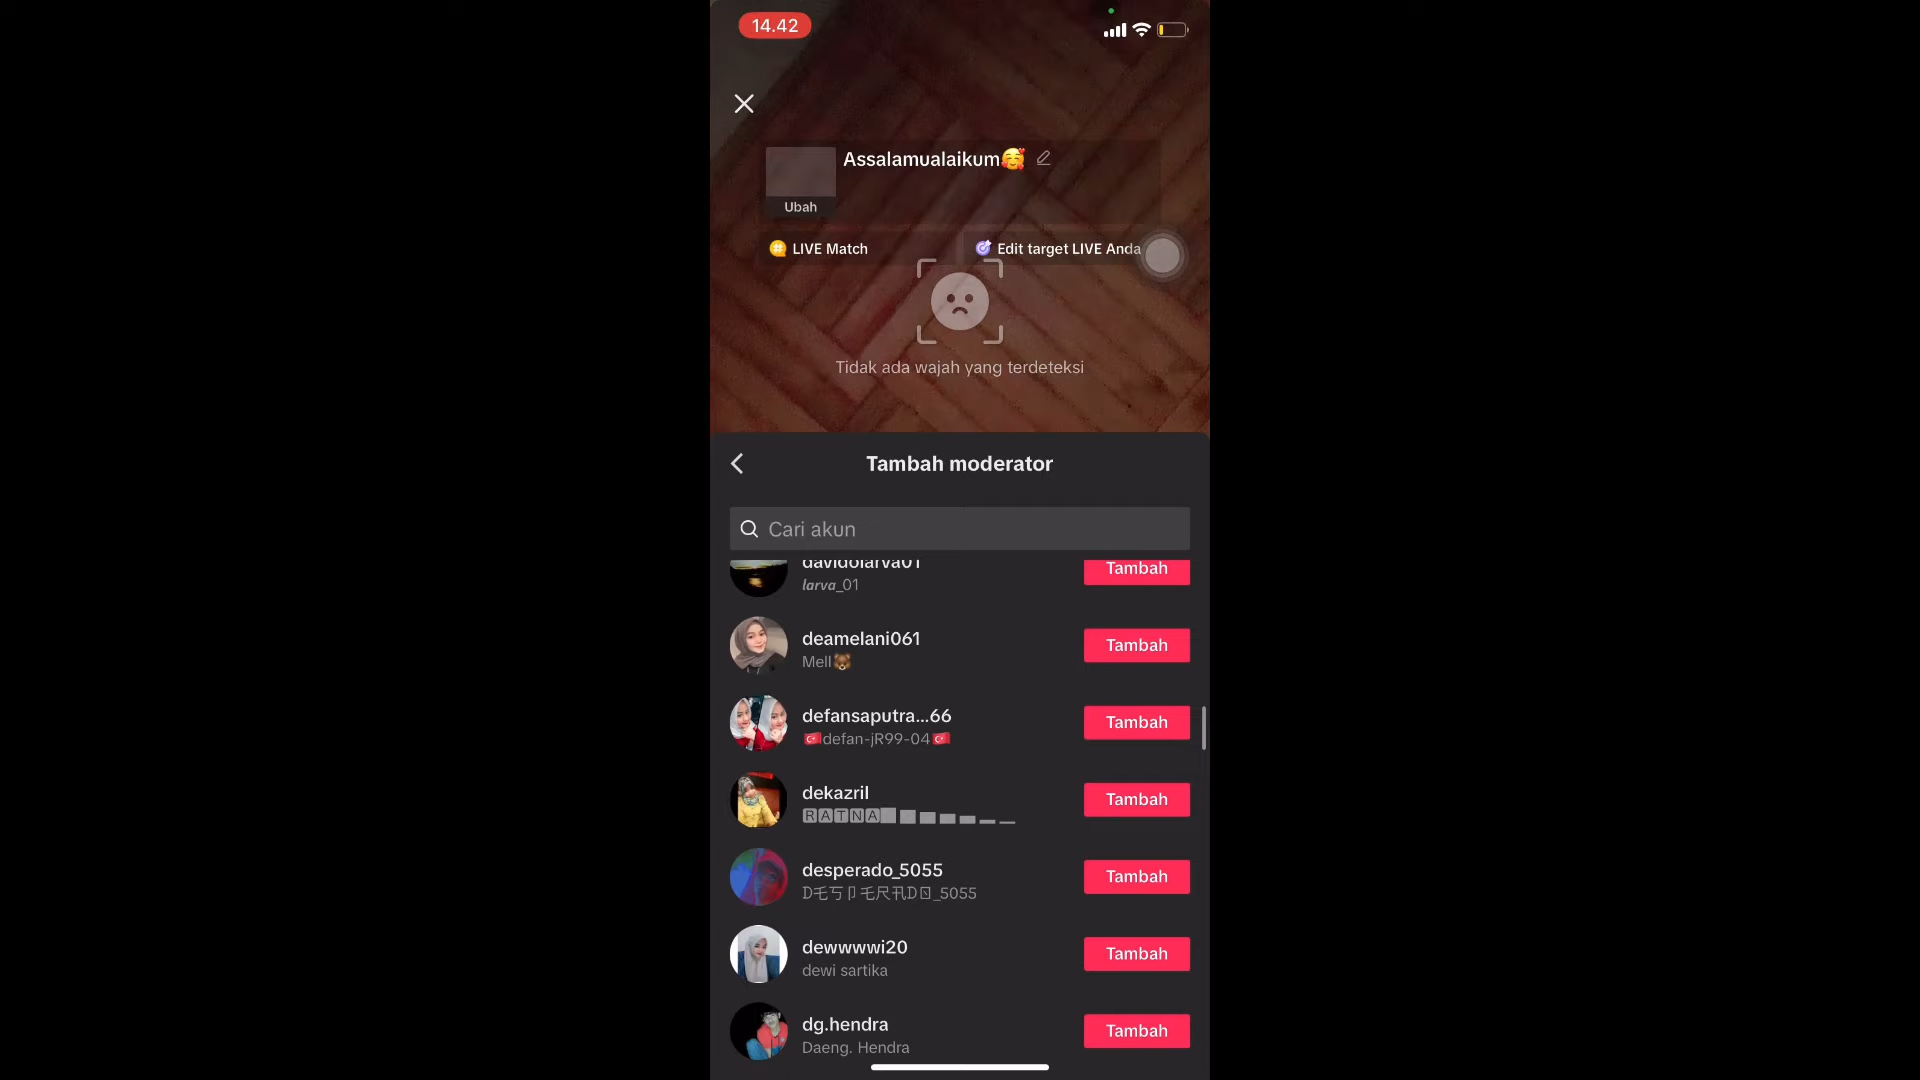 14.42
Assalamualaikum🥰
Ubah
LIVE Match
Edit target LIVE Anda
Tidak ada wajah yang terdeteksi
Tambah moderator
Cari akun
davidolarva01
Tambah
larva_01
deamelani061
Mell🐻
Tambah
defansaputra...66
🇹🇷defan-jR99-04🇹🇷
Tambah
dekazril
🆁🅰🆃🅽🅰█ ▇ ▆ ▅ ▄ ▂ ▁
Tambah
desperado_5055
_5055
Tambah
dewwwwi20
dewi sartika
Tambah
dg.hendra
Daeng. Hendra
Tambah